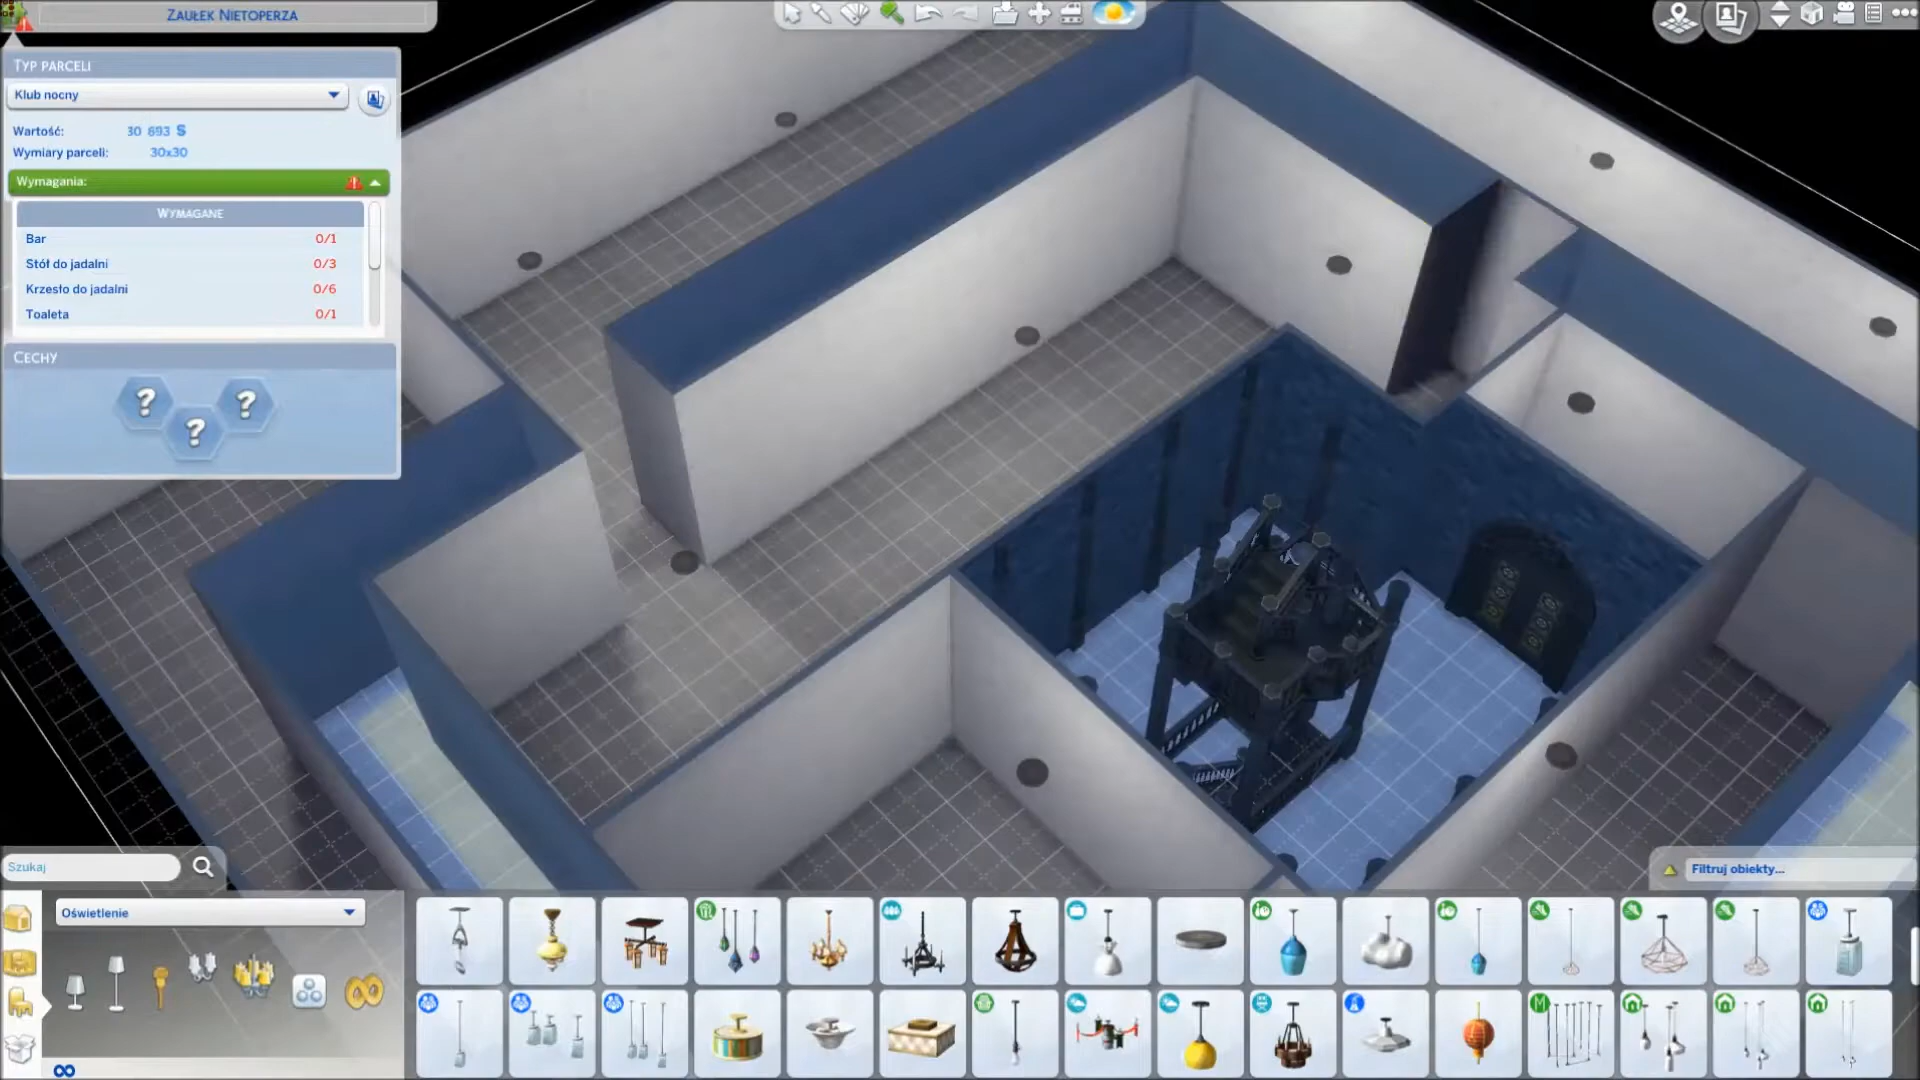 Zaułek Nietoperza
Typ parceli
Klub nocny
Wartość: 30 693 $
Wymiary parceli: 30x30
Wymagania:
Wymagane
Bar 0/1
Stół do jadalni 0/3
Krzesło do jadalni 0/6
Toaleta 0/1
Cechy
? ? ?
Szukaj
Filtruj obiekty...
Oświetlenie